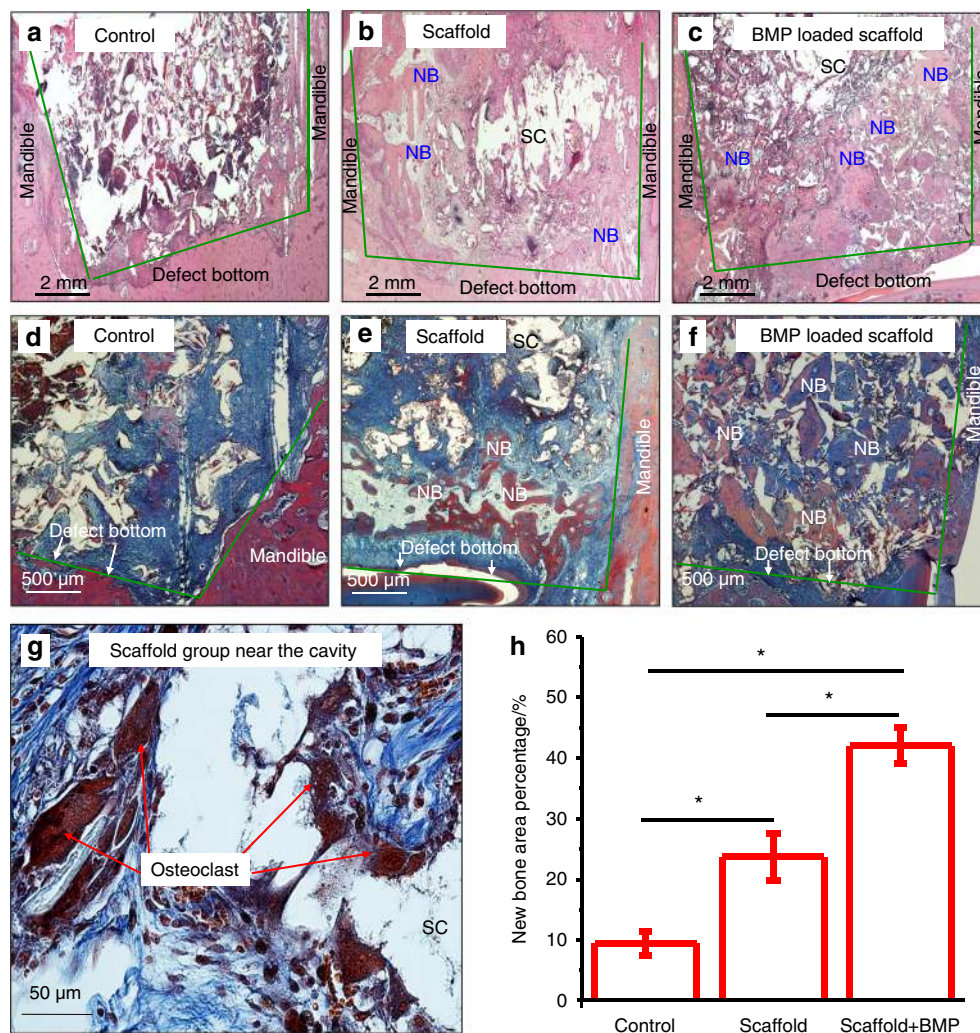 a
Control
Mandible
Mandible
Defect bottom
2 mm
b
Scaffold
NB
NB
SC
NB
Mandible
Mandible
Defect bottom
2 mm
c
BMP loaded scaffold
SC
NB
NB
NB
NB
Mandible
Mandible
Defect bottom
2 mm
d
Control
Defect bottom
Mandible
500 µm
e
Scaffold
SC
NB
NB
NB
Mandible
Defect bottom
500 µm
f
BMP loaded scaffold
NB
NB
NB
NB
Mandible
Defect bottom
500 µm
g
Scaffold group near the cavity
Osteoclast
SC
50 µm
h
New bone area percentage/%
60
50
40
30
20
10
0
*
*
*
Control
Scaffold
Scaffold+BMP